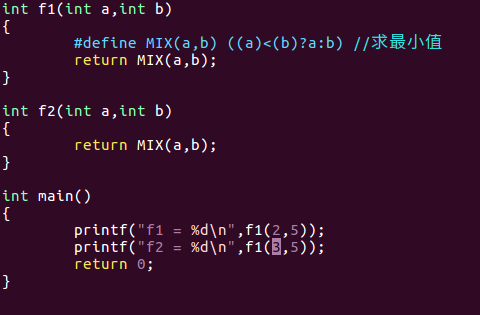 int f1(int a,int b)
{
        #define MIX(a,b) ((a)<(b)?a:b) //求最小值
        return MIX(a,b);
}

int f2(int a,int b)
{
        return MIX(a,b);
}

int main()
{
        printf("f1 = %d\n",f1(2,5));
        printf("f2 = %d\n",f1(3,5));
        return 0;
}